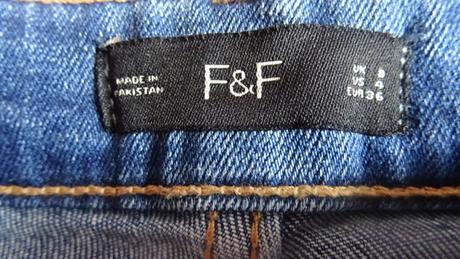 MADE IN
PAKISTAN
F&F
UK 8
US 4
EUR 36